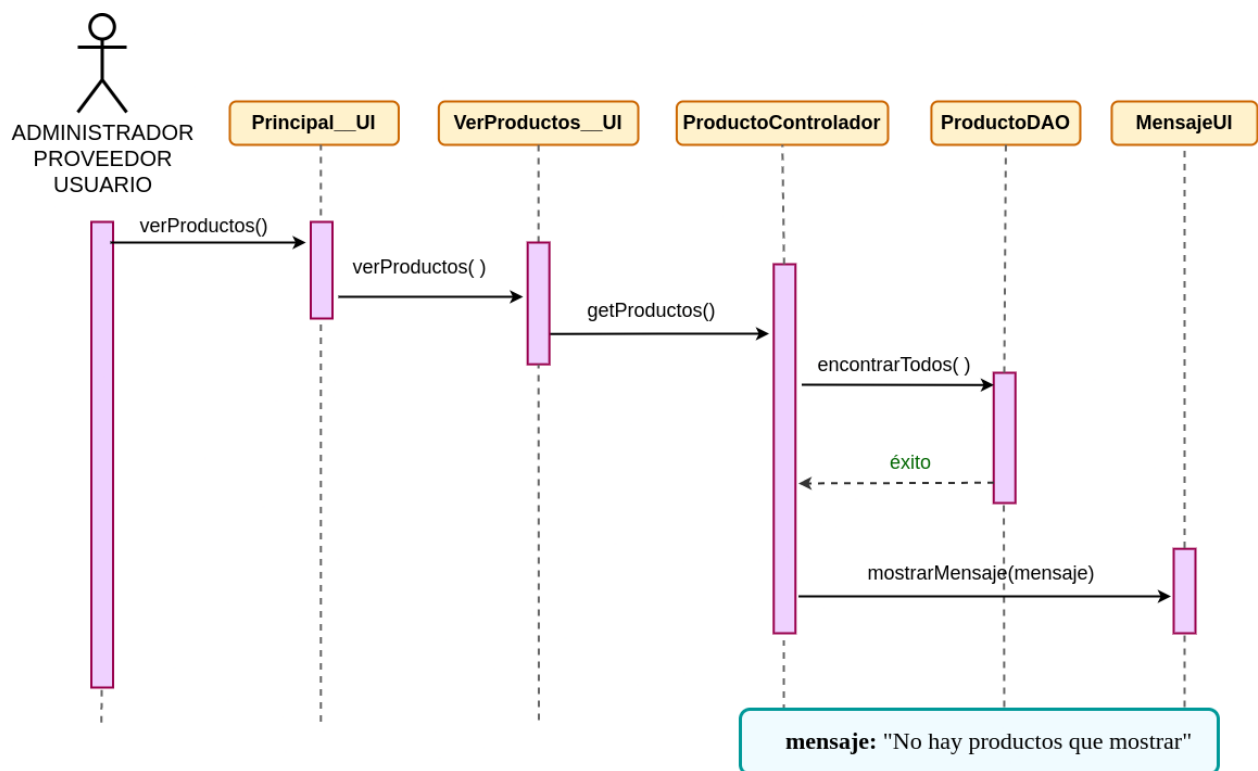 Principal__UI
VerProductos__UI
ProductoControlador
ProductoDAO
MensajeUI
ADMINISTRADOR
PROVEEDOR
USUARIO
verProductos()
verProductos( )
getProductos()
encontrarTodos( )
éxito
mostrarMensaje(mensaje)
mensaje: "No hay productos que mostrar"